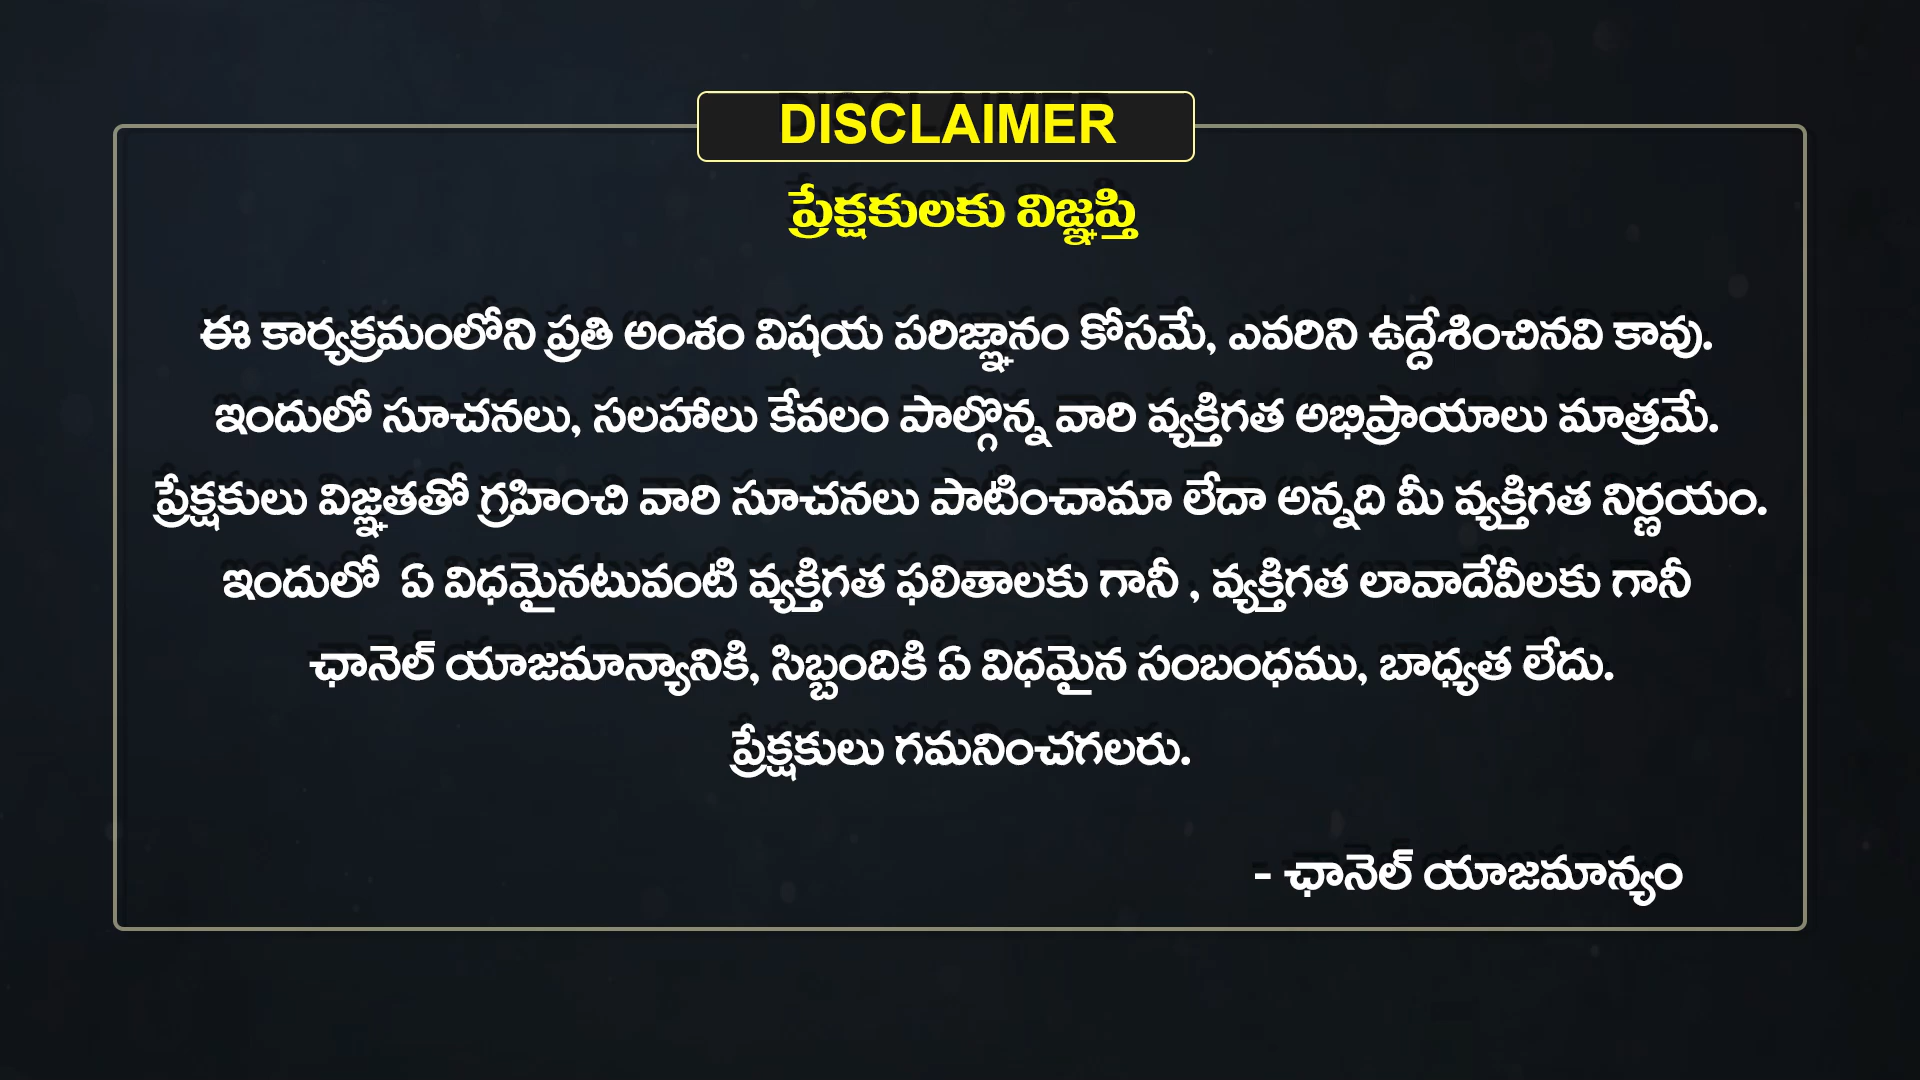 DISCLAIMER
ప్రేక్షకులకు విజ్ఞప్తి
ఈ కార్యక్రమంలోని ప్రతి అంశం విషయ పరిజ్ఞానం కోసమే, ఎవరిని ఉద్దేశించినవి కావు.
ఇందులో సూచనలు, సలహాలు కేవలం పాల్గొన్న వారి వ్యక్తిగత అభిప్రాయాలు మాత్రమే.
ప్రేక్షకులు విజ్ఞతతో గ్రహించి వారి సూచనలు పాటించామా లేదా అన్నది మీ వ్యక్తిగత నిర్ణయం.
ఇందులో ఏ విధమైనటువంటి వ్యక్తిగత ఫలితాలకు గానీ , వ్యక్తిగత లావాదేవీలకు గానీ
ఛానెల్ యాజమాన్యానికి, సిబ్బందికి ఏ విధమైన సంబంధము, బాధ్యత లేదు.
ప్రేక్షకులు గమనించగలరు.
- ఛానెల్ యాజమాన్యం